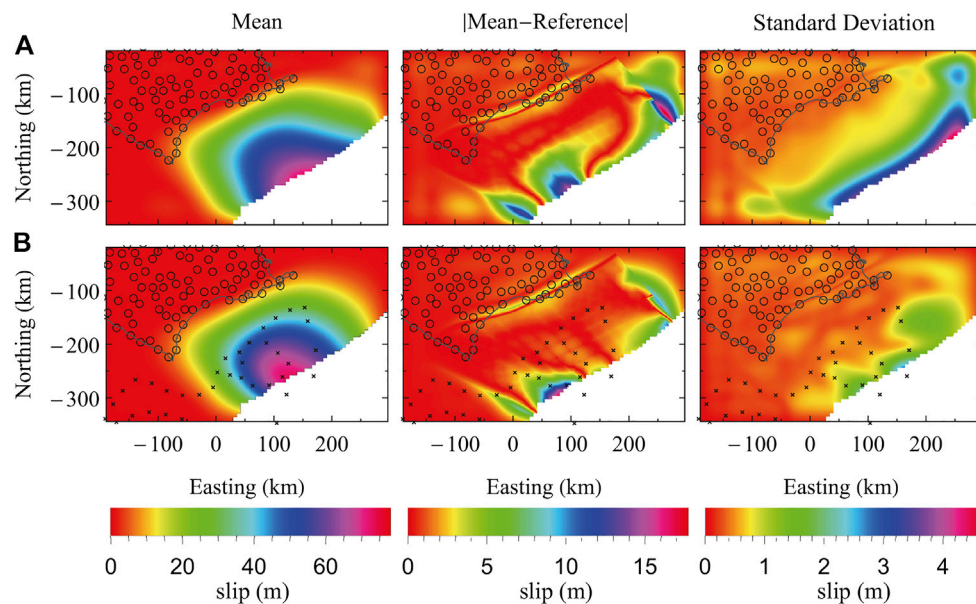 Mean |Mean−Reference| Standard Deviation
A
Northing (km)
−100
−200
−300
B
Northing (km)
−100
−200
−300
−100 0 100 200 −100 0 100 200 −100 0 100 200
Easting (km) Easting (km) Easting (km)
0 20 40 60 0 5 10 15 0 1 2 3 4
slip (m) slip (m) slip (m)